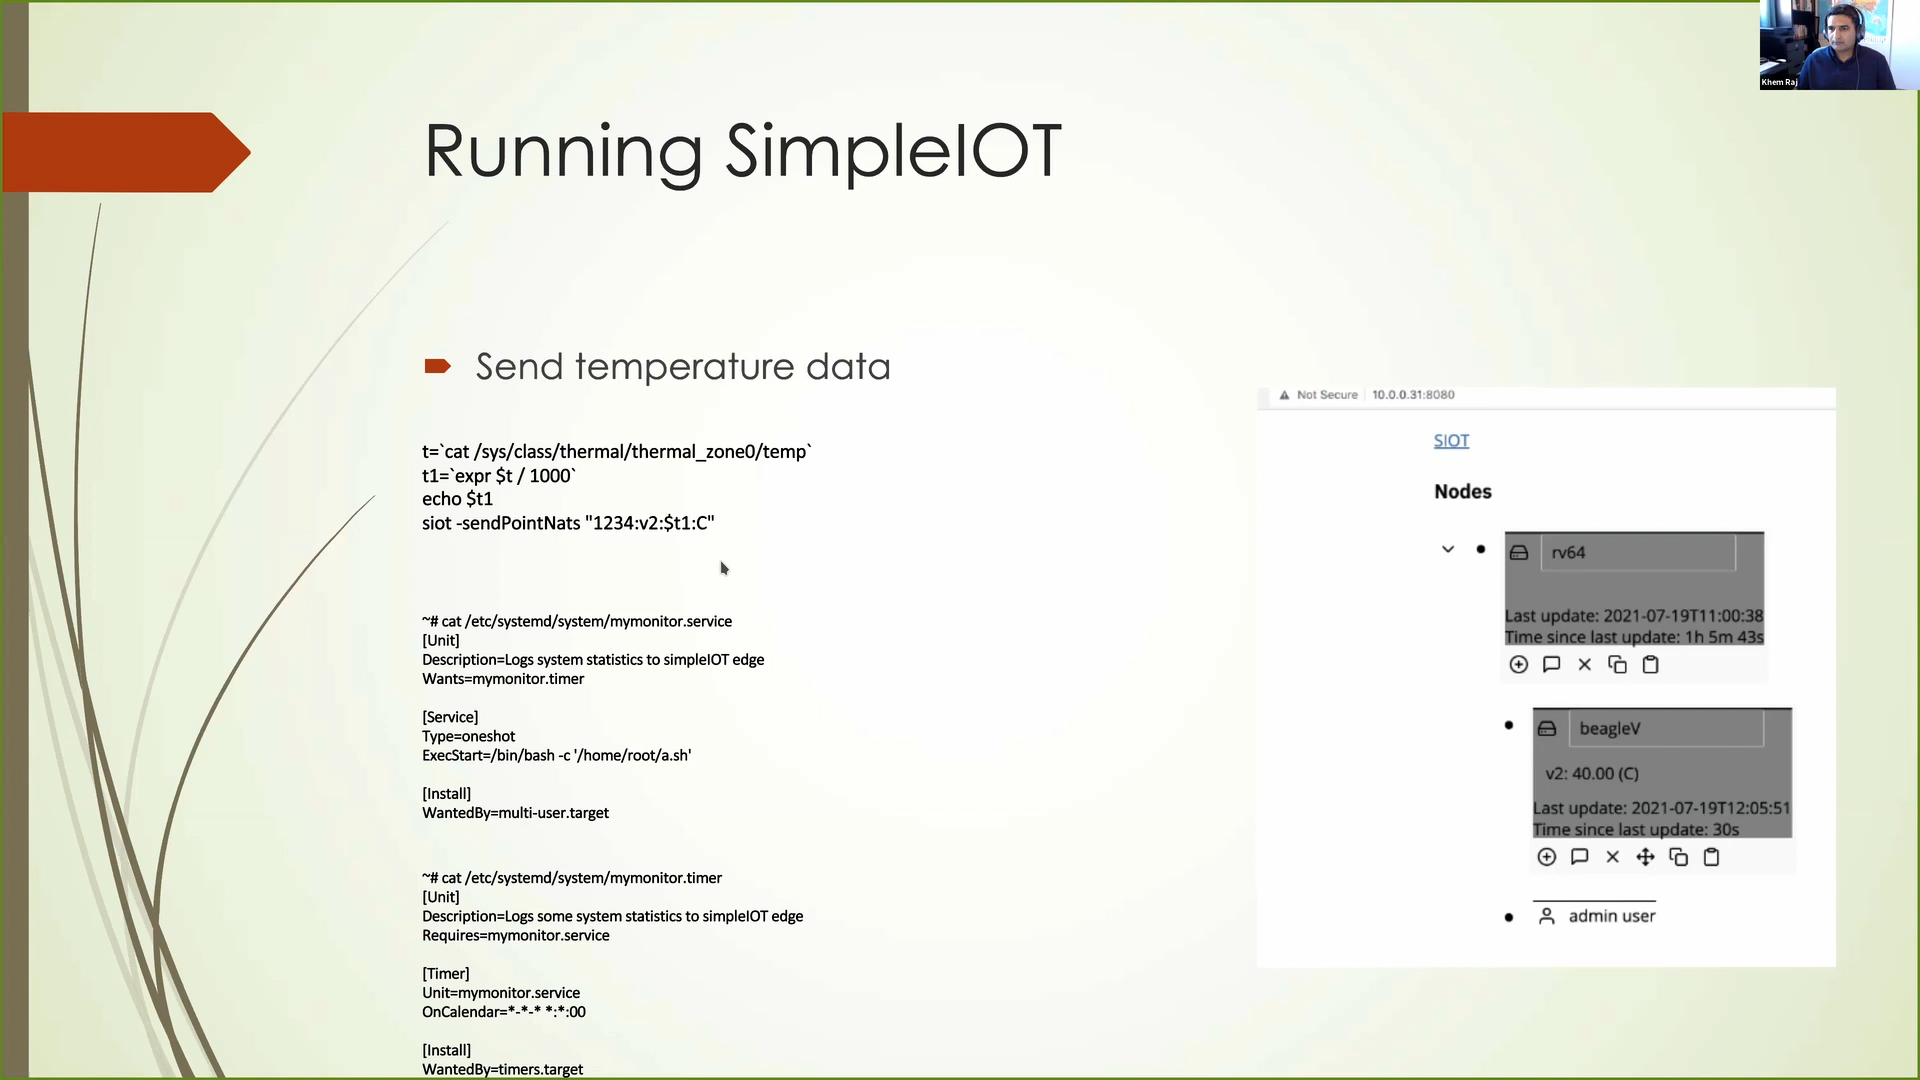 Khem Raj
Running SimpleIOT
Send temperature data
t=`cat /sys/class/thermal/thermal_zone0/temp`
t1=`expr $t / 1000`
echo $t1
siot -sendPointNats "1234:v2:$t1:C"
~# cat /etc/systemd/system/mymonitor.service
[Unit]
Description=Logs system statistics to simpleIOT edge
Wants=mymonitor.timer
[Service]
Type=oneshot
ExecStart=/bin/bash -c '/home/root/a.sh'
[Install]
WantedBy=multi-user.target
~# cat /etc/systemd/system/mymonitor.timer
[Unit]
Description=Logs some system statistics to simpleIOT edge
Requires=mymonitor.service
[Timer]
Unit=mymonitor.service
OnCalendar=*-*-* *:*:00
[Install]
WantedBy=timers.target
Not Secure 10.0.0.31:8080
SIOT
Nodes
rv64
Last update: 2021-07-19T11:00:38
Time since last update: 1h 5m 43s
beagleV
v2: 40.00 (C)
Last update: 2021-07-19T12:05:51
Time since last update: 30s
admin user